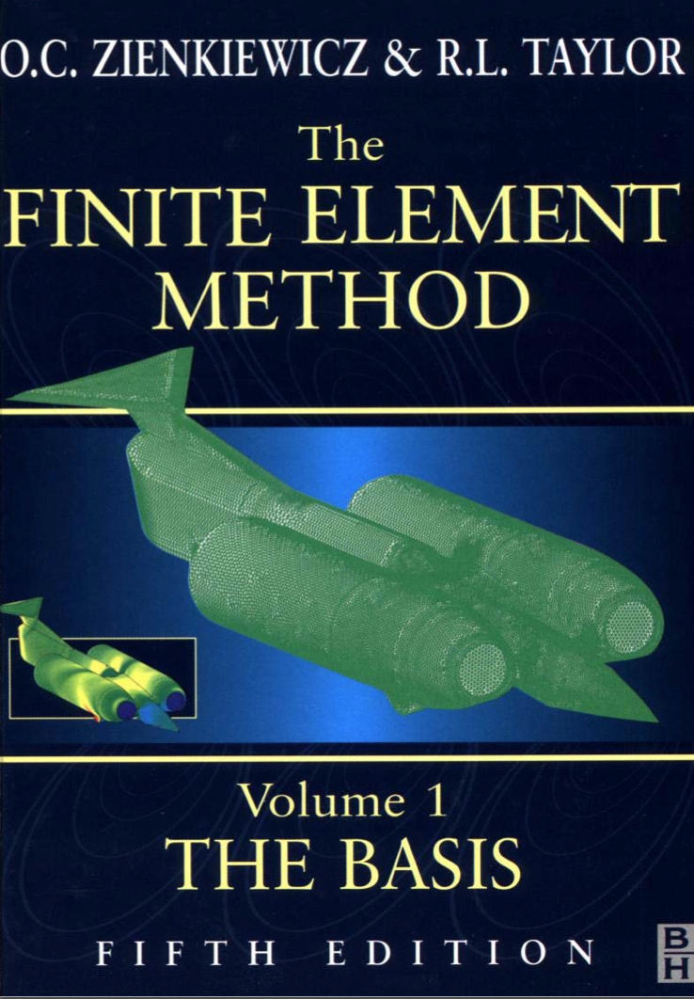 O.C. ZIENKIEWICZ & R.L. TAYLOR
The
FINITE ELEMENT
METHOD
Volume 1
THE BASIS
FIFTH EDITION
B
H